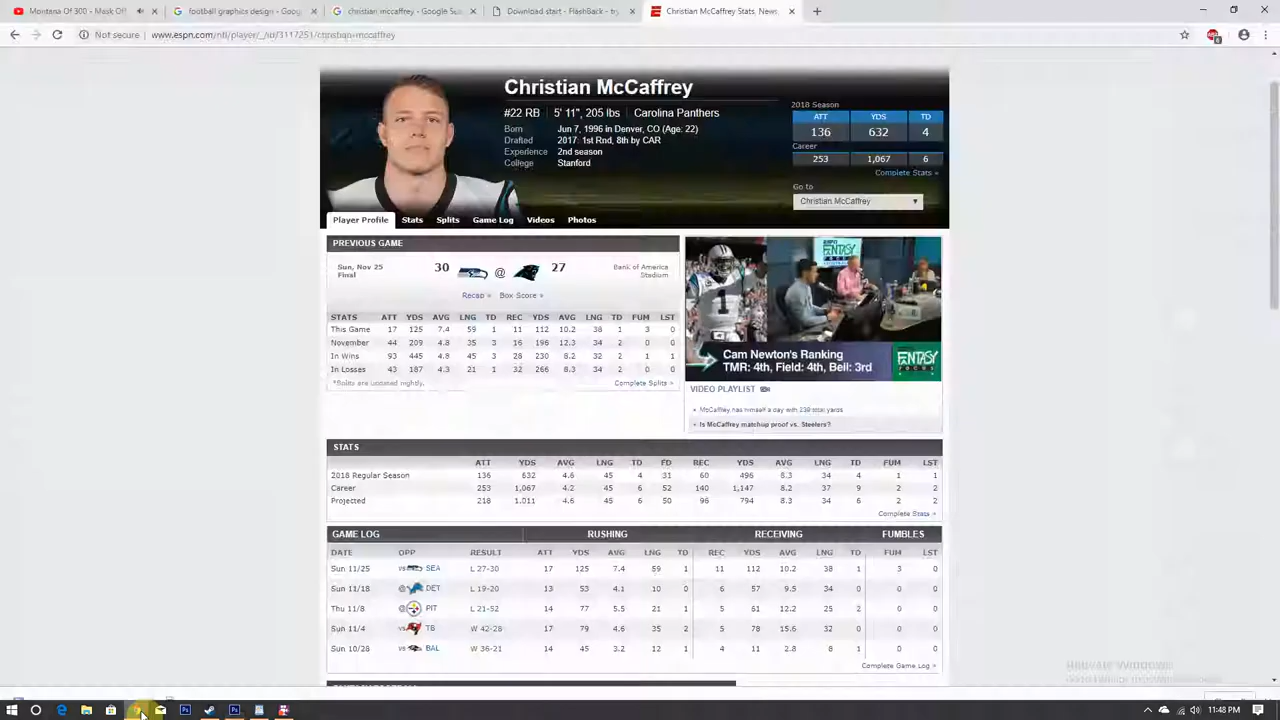 Montana Of 300 - Mask Off
football graphics design - Goog
christian mccaffrey - Google Se
Download start - FlashBack - try
Christian McCaffrey Stats, News,
Not secure | www.espn.com/nfl/player/_/id/3117251/christian-mccaffrey
Christian McCaffrey
#22 RB 5' 11", 205 lbs Carolina Panthers
Born Jun 7, 1996 in Denver, CO (Age: 22)
Drafted 2017: 1st Rnd, 8th by CAR
Experience 2nd season
College Stanford
2018 Season
ATT YDS TD
136 632 4
Career
253 1,067 6
Complete Stats »
Go to
Christian McCaffrey
Player Profile Stats Splits Game Log Videos Photos
PREVIOUS GAME
Sun, Nov 25
Final
30 @ 27
Bank of America
Stadium
Recap » Box Score »
STATS ATT YDS AVG LNG TD REC YDS AVG LNG TD FUM LST
This Game 17 125 7.4 59 1 11 112 10.2 38 1 3 0
November 44 209 4.8 35 3 16 196 12.3 34 2 0 0
In Wins 93 445 4.8 45 3 28 230 8.2 32 2 1 1
In Losses 43 187 4.3 21 1 32 266 8.3 34 2 0 0
*Splits are updated nightly.
Complete Splits »
Cam Newton's Ranking
TMR: 4th, Field: 4th, Bell: 3rd
FANTASY
FOCUS
VIDEO PLAYLIST
McCaffrey has himself a day with 239 total yards
Is McCaffrey matchup proof vs. Steelers?
STATS
ATT YDS AVG LNG TD FD REC YDS AVG LNG TD FUM LST
2018 Regular Season 136 632 4.6 45 4 31 60 496 8.3 34 4 1 1
Career 253 1,067 4.2 45 6 52 140 1,147 8.2 37 9 2 2
Projected 218 1,011 4.6 45 6 50 96 794 8.3 34 6 2 2
Complete Stats »
GAME LOG RUSHING RECEIVING FUMBLES
DATE OPP RESULT ATT YDS AVG LNG TD REC YDS AVG LNG TD FUM LST
Sun 11/25 vs SEA L 27-30 17 125 7.4 59 1 11 112 10.2 38 1 3 0
Sun 11/18 @ DET L 19-20 13 53 4.1 10 0 6 57 9.5 34 0 0 0
Thu 11/8 @ PIT L 21-52 14 77 5.5 21 1 5 61 12.2 25 2 0 0
Sun 11/4 vs TB W 42-28 17 79 4.6 35 2 5 78 15.6 32 0 0 0
Sun 10/28 vs BAL W 36-21 14 45 3.2 12 1 4 11 2.8 8 1 0 0
Complete Game Log »
11:48 PM